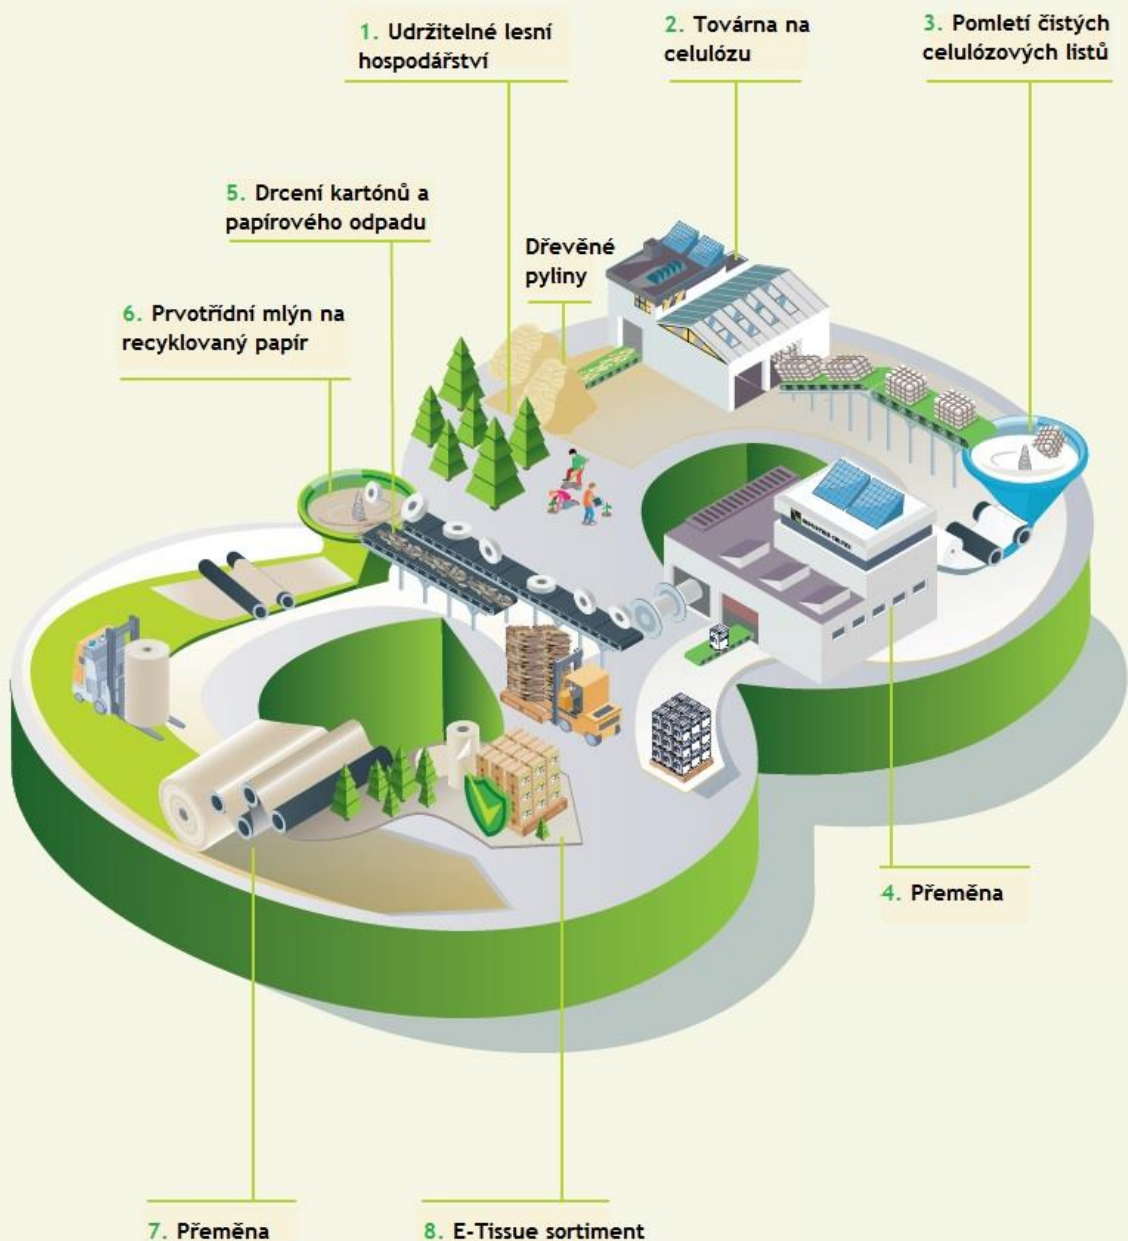 1. Udržitelné lesní
hospodářství
2. Továrna na
celulózu
3. Pomletí čistých
celulózových listů
5. Drcení kartónů a
papírového odpadu
Dřevěné
pyliny
6. Prvotřídní mlýn na
recyklovaný papír
4. Přeměna
7. Přeměna
8. E-Tissue sortiment